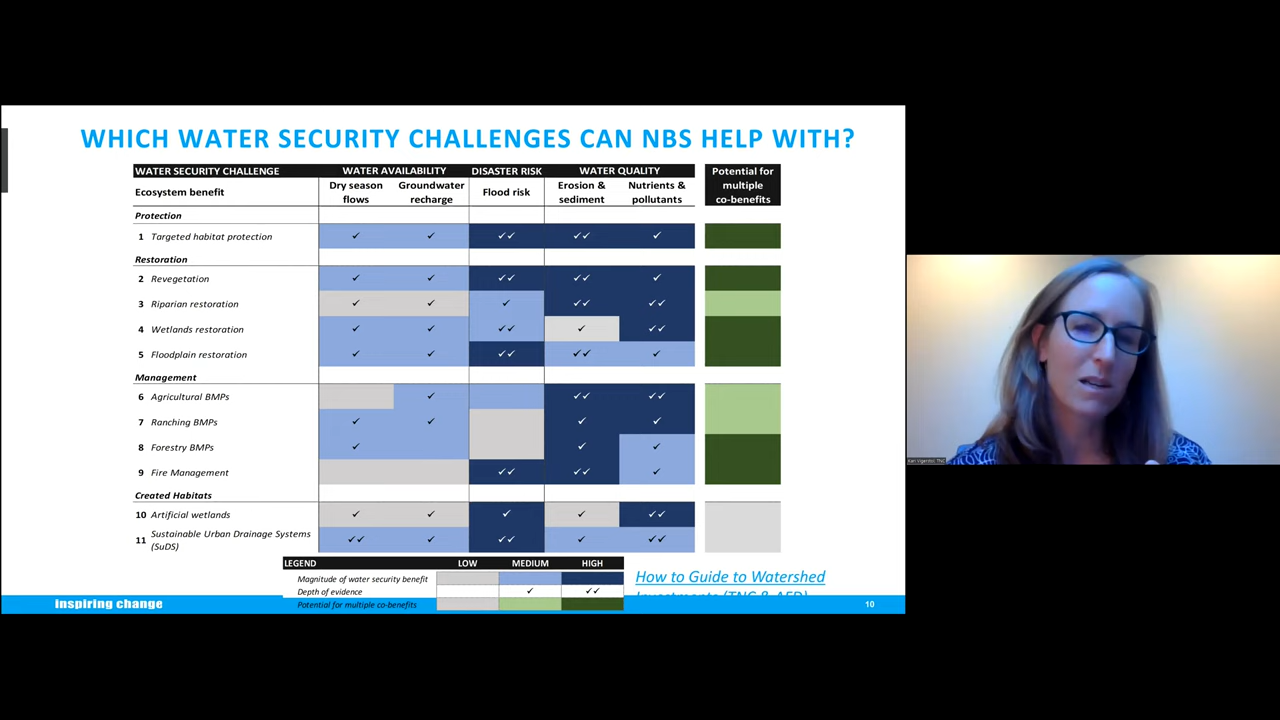 WHICH WATER SECURITY CHALLENGES CAN NBS HELP WITH?
WATER SECURITY CHALLENGE WATER AVAILABILITY DISASTER RISK WATER QUALITY Potential for multiple co-benefits
Ecosystem benefit Dry season flows Groundwater recharge Flood risk Erosion & sediment Nutrients & pollutants
Protection
1 Targeted habitat protection ✓ ✓ ✓✓ ✓✓ ✓
Restoration
2 Revegetation ✓ ✓ ✓✓ ✓✓ ✓
3 Riparian restoration ✓ ✓ ✓ ✓✓ ✓✓
4 Wetlands restoration ✓ ✓ ✓✓ ✓ ✓✓
5 Floodplain restoration ✓ ✓ ✓✓ ✓✓ ✓
Management
6 Agricultural BMPs ✓ ✓✓ ✓✓
7 Ranching BMPs ✓ ✓ ✓ ✓
8 Forestry BMPs ✓ ✓ ✓
9 Fire Management ✓✓ ✓✓ ✓
Created Habitats
10 Artificial wetlands ✓ ✓ ✓ ✓ ✓✓
11 Sustainable Urban Drainage Systems (SuDS) ✓✓ ✓ ✓✓ ✓ ✓✓
LEGEND LOW MEDIUM HIGH
Magnitude of water security benefit
Depth of evidence ✓ ✓✓
Potential for multiple co-benefits
How to Guide to Watershed
Investments (TNC & AFD)
inspiring change
10